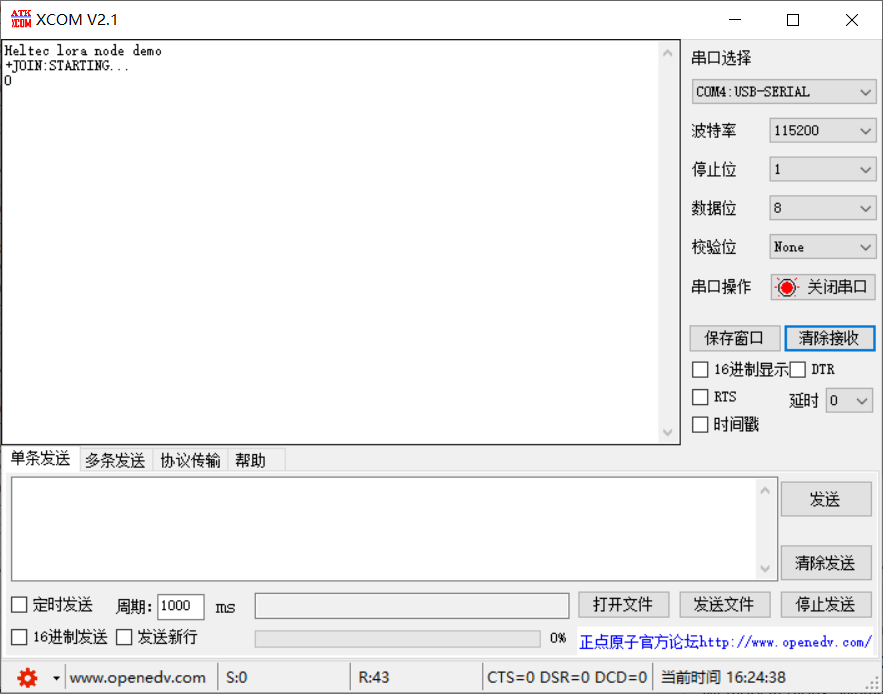 ATK
XCOM
XCOM V2.1
Heltec lora node demo
+JOIN:STARTING...
0
串口选择
COM4:USB-SERIAL
波特率
115200
停止位
1
数据位
8
校验位
None
串口操作
关闭串口
保存窗口
清除接收
16进制显示
DTR
RTS
延时
0
时间戳
单条发送
多条发送
协议传输
帮助
发送
清除发送
定时发送
周期:
1000
ms
打开文件
发送文件
停止发送
16进制发送
发送新行
0%
正点原子官方论坛http://www.openedv.com/
www.openedv.com
S:0
R:43
CTS=0 DSR=0 DCD=0
当前时间 16:24:38